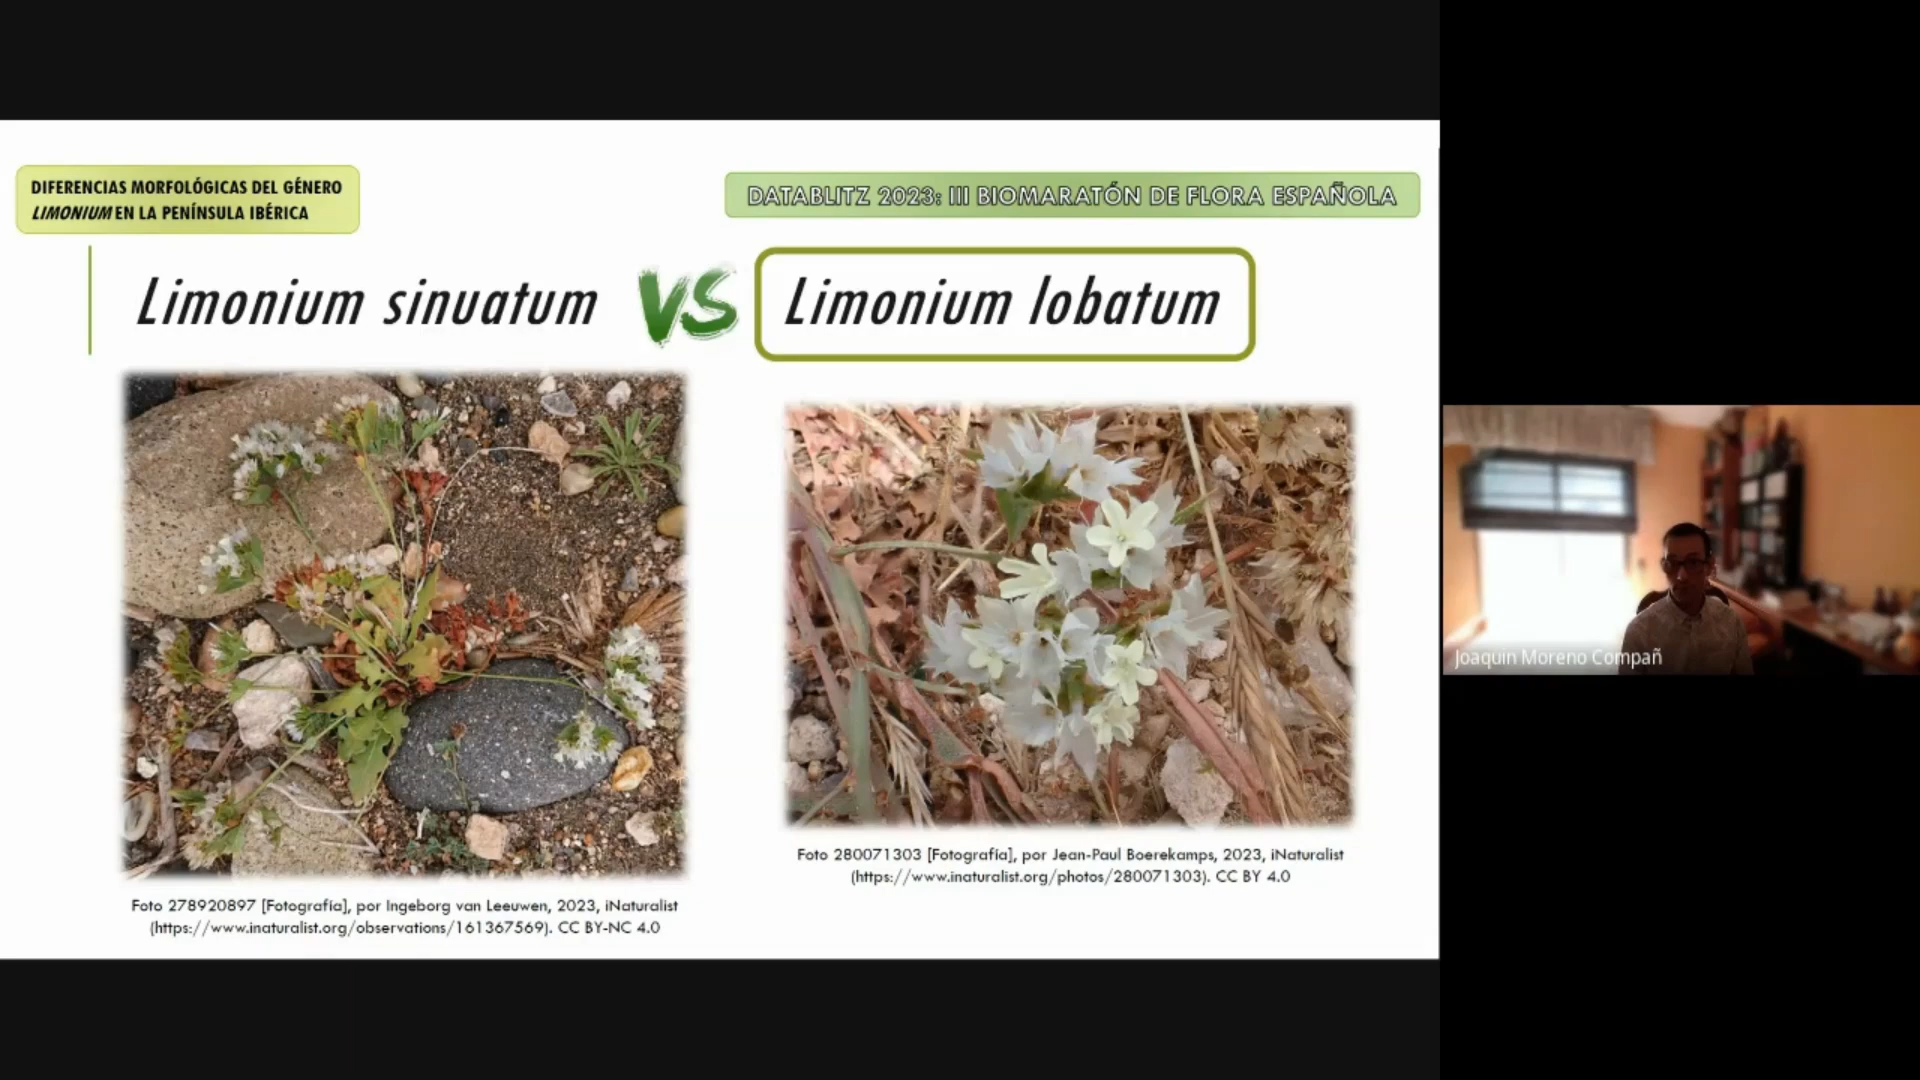 DIFERENCIAS MORFOLÓGICAS DEL GÉNERO
LIMONIUM EN LA PENÍNSULA IBÉRICA
DATABLITZ 2023: III BIOMARATÓN DE FLORA ESPAÑOLA
Limonium sinuatum VS Limonium lobatum
Foto 280071303 [Fotografía], por Jean-Paul Boerekamps, 2023, iNaturalist
(https://www.inaturalist.org/photos/280071303). CC BY 4.0
Foto 278920897 [Fotografía], por Ingeborg van Leeuwen, 2023, iNaturalist
(https://www.inaturalist.org/observations/161367569). CC BY-NC 4.0
Joaquin Moreno Compañ